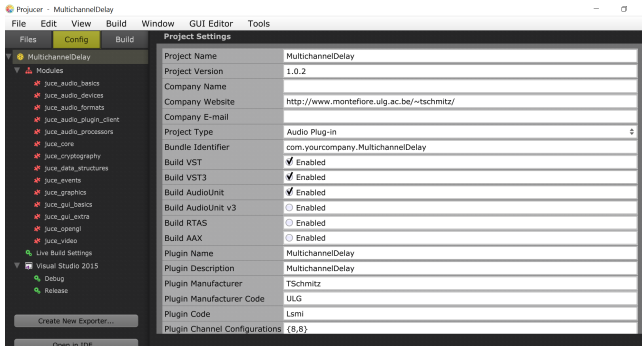 Projucer - MultichannelDelay
File Edit View Build Window GUI Editor Tools
Files Config Build
Project Settings
MultichannelDelay
Modules
juce_audio_basics
juce_audio_devices
juce_audio_formats
juce_audio_plugin_client
juce_audio_processors
juce_core
juce_cryptography
juce_data_structures
juce_events
juce_graphics
juce_gui_basics
juce_gui_extra
juce_opengl
juce_video
Live Build Settings
Visual Studio 2015
Debug
Release
Create New Exporter...
Open in IDE
Project Name MultichannelDelay
Project Version 1.0.2
Company Name
Company Website http://www.montefiore.ulg.ac.be/~tschmitz/
Company E-mail
Project Type Audio Plug-in
Bundle Identifier com.yourcompany.MultichannelDelay
Build VST Enabled
Build VST3 Enabled
Build AudioUnit Enabled
Build AudioUnit v3 Enabled
Build RTAS Enabled
Build AAX Enabled
Plugin Name MultichannelDelay
Plugin Description MultichannelDelay
Plugin Manufacturer TSchmitz
Plugin Manufacturer Code ULG
Plugin Code Lsmi
Plugin Channel Configurations {8,8}